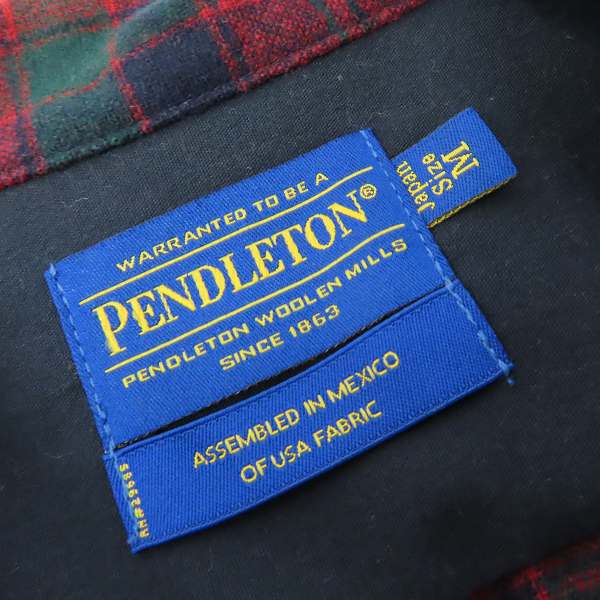 WARRANTED TO BE A
PENDLETON®
PENDLETON WOOLEN MILLS
SINCE 1863
ASSEMBLED IN MEXICO
OF USA FABRIC
M
Size
Japan